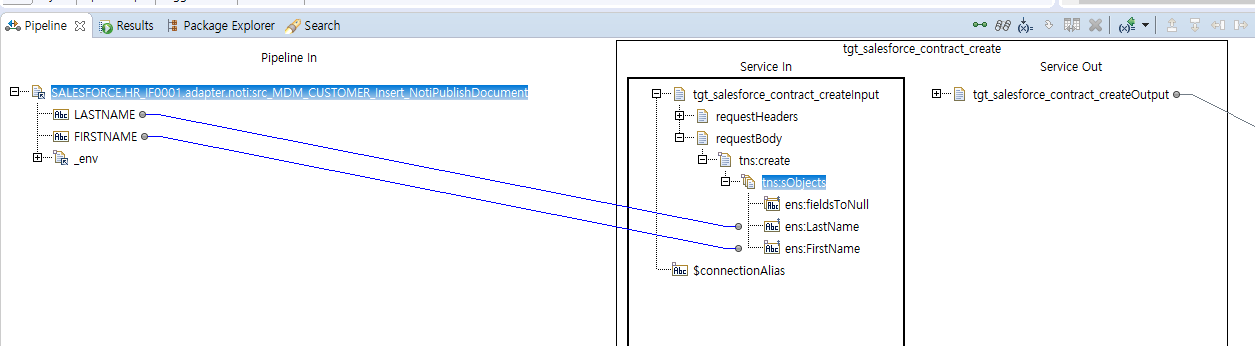 Pipeline
Results
Package Explorer
Search
tgt_salesforce_contract_create
Pipeline In
Service In
Service Out
SALESFORCE.HR_IF0001.adapter.noti:src_MDM_CUSTOMER_Insert_NotiPublishDocument
LASTNAME
FIRSTNAME
_env
tgt_salesforce_contract_createInput
requestHeaders
requestBody
tns:create
tns:sObjects
ens:fieldsToNull
ens:LastName
ens:FirstName
$connectionAlias
tgt_salesforce_contract_createOutput